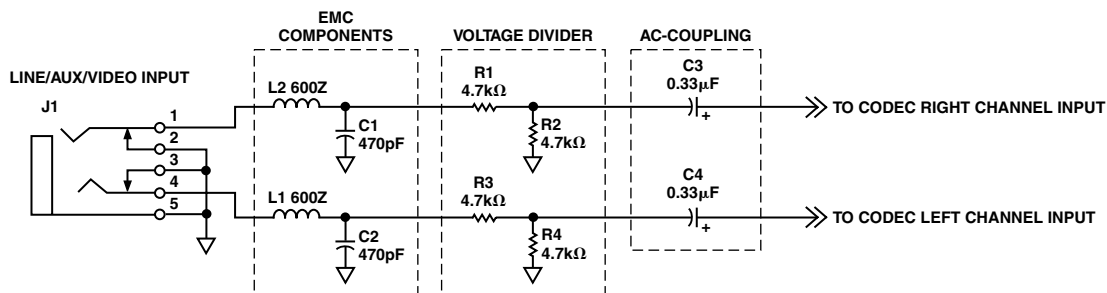 EMC
COMPONENTS
VOLTAGE DIVIDER
AC-COUPLING
LINE/AUX/VIDEO INPUT
J1
1
2
3
4
5
L2 600Z
C1
470pF
R1
4.7kΩ
R2
4.7kΩ
C3
0.33μF
+
TO CODEC RIGHT CHANNEL INPUT
L1 600Z
C2
470pF
R3
4.7kΩ
R4
4.7kΩ
C4
0.33μF
+
TO CODEC LEFT CHANNEL INPUT